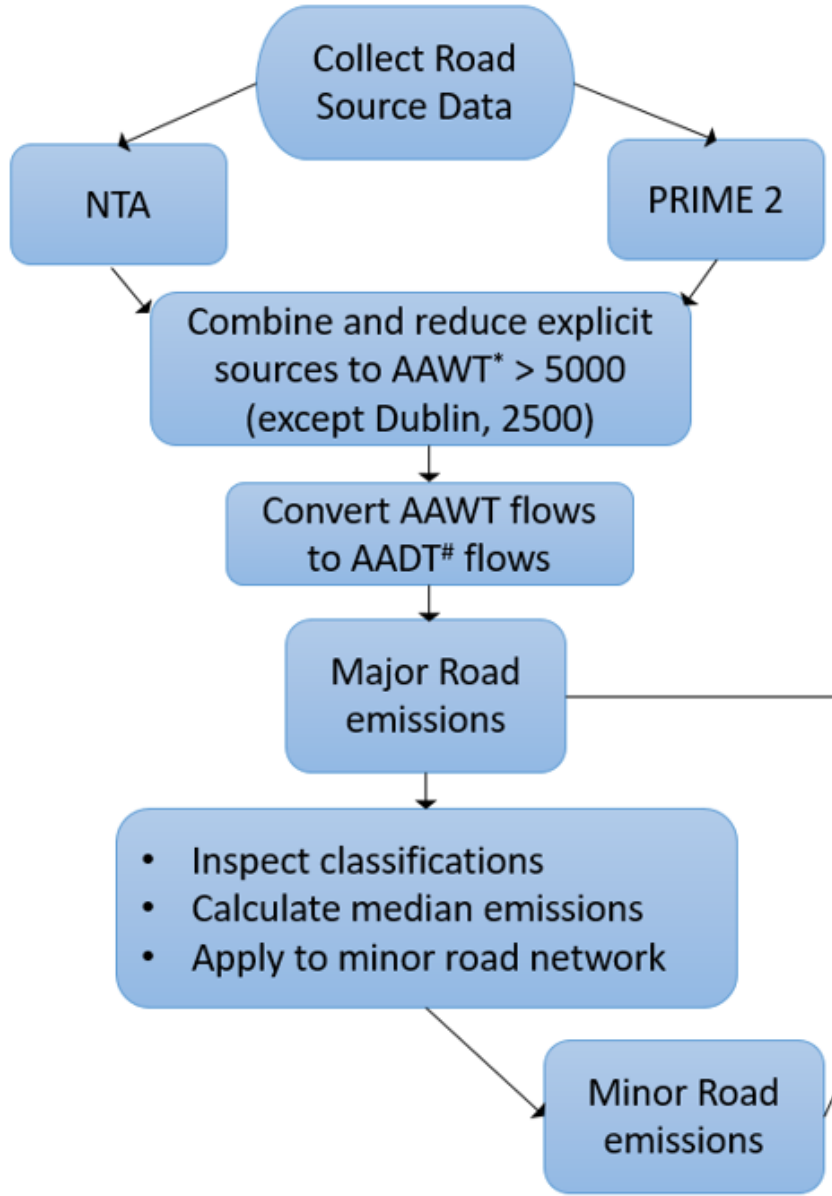 Collect Road
Source Data
NTA
PRIME 2
Combine and reduce explicit
sources to AAWT* > 5000
(except Dublin, 2500)
Convert AAWT flows
to AADT# flows
Major Road
emissions
• Inspect classifications
• Calculate median emissions
• Apply to minor road network
Minor Road
emissions